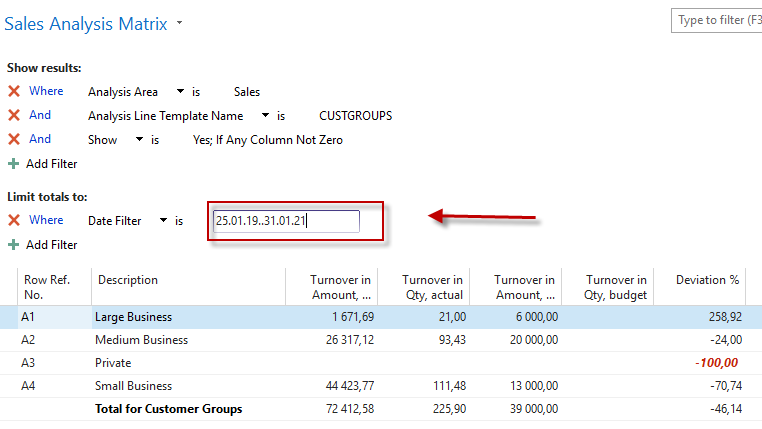 Sales Analysis Matrix
Type to filter (F3
Show results:
Where Analysis Area is Sales
And Analysis Line Template Name is CUSTGROUPS
And Show is Yes; If Any Column Not Zero
Add Filter
Limit totals to:
Where Date Filter is 25.01.19..31.01.21
Add Filter
Row Ref. No. Description Turnover in Amount, ... Turnover in Qty, actual Turnover in Amount, ... Turnover in Qty, budget Deviation %
A1 Large Business 1 671,69 21,00 6 000,00 258,92
A2 Medium Business 26 317,12 93,43 20 000,00 -24,00
A3 Private -100,00
A4 Small Business 44 423,77 111,48 13 000,00 -70,74
Total for Customer Groups 72 412,58 225,90 39 000,00 -46,14